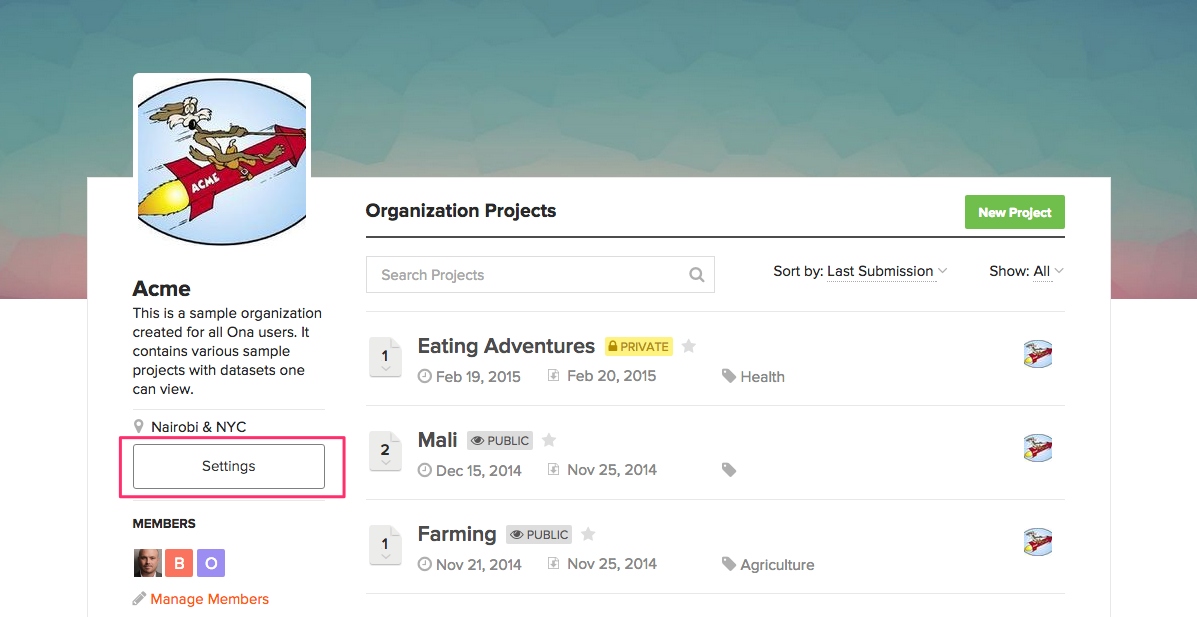 ACME
Acme
This is a sample organization
created for all Ona users. It
contains various sample
projects with datasets one
can view.
Nairobi & NYC
Settings
MEMBERS
B O
Manage Members
Organization Projects
New Project
Search Projects
Sort by: Last Submission
Show: All
1
Eating Adventures PRIVATE
Feb 19, 2015 Feb 20, 2015 Health
2
Mali PUBLIC
Dec 15, 2014 Nov 25, 2014
1
Farming PUBLIC
Nov 21, 2014 Nov 25, 2014 Agriculture